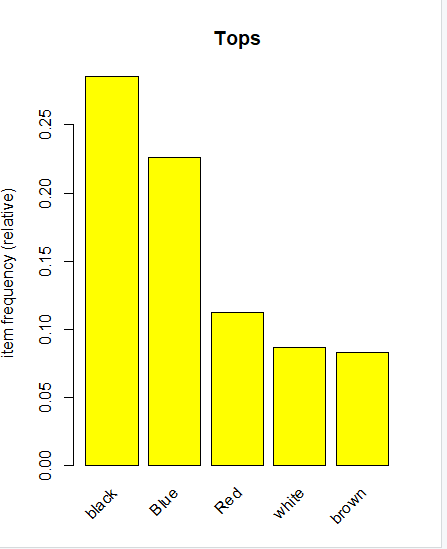 Tops
item frequency (relative)
0.25
0.20
0.15
0.10
0.05
0.00
black
Blue
Red
white
brown